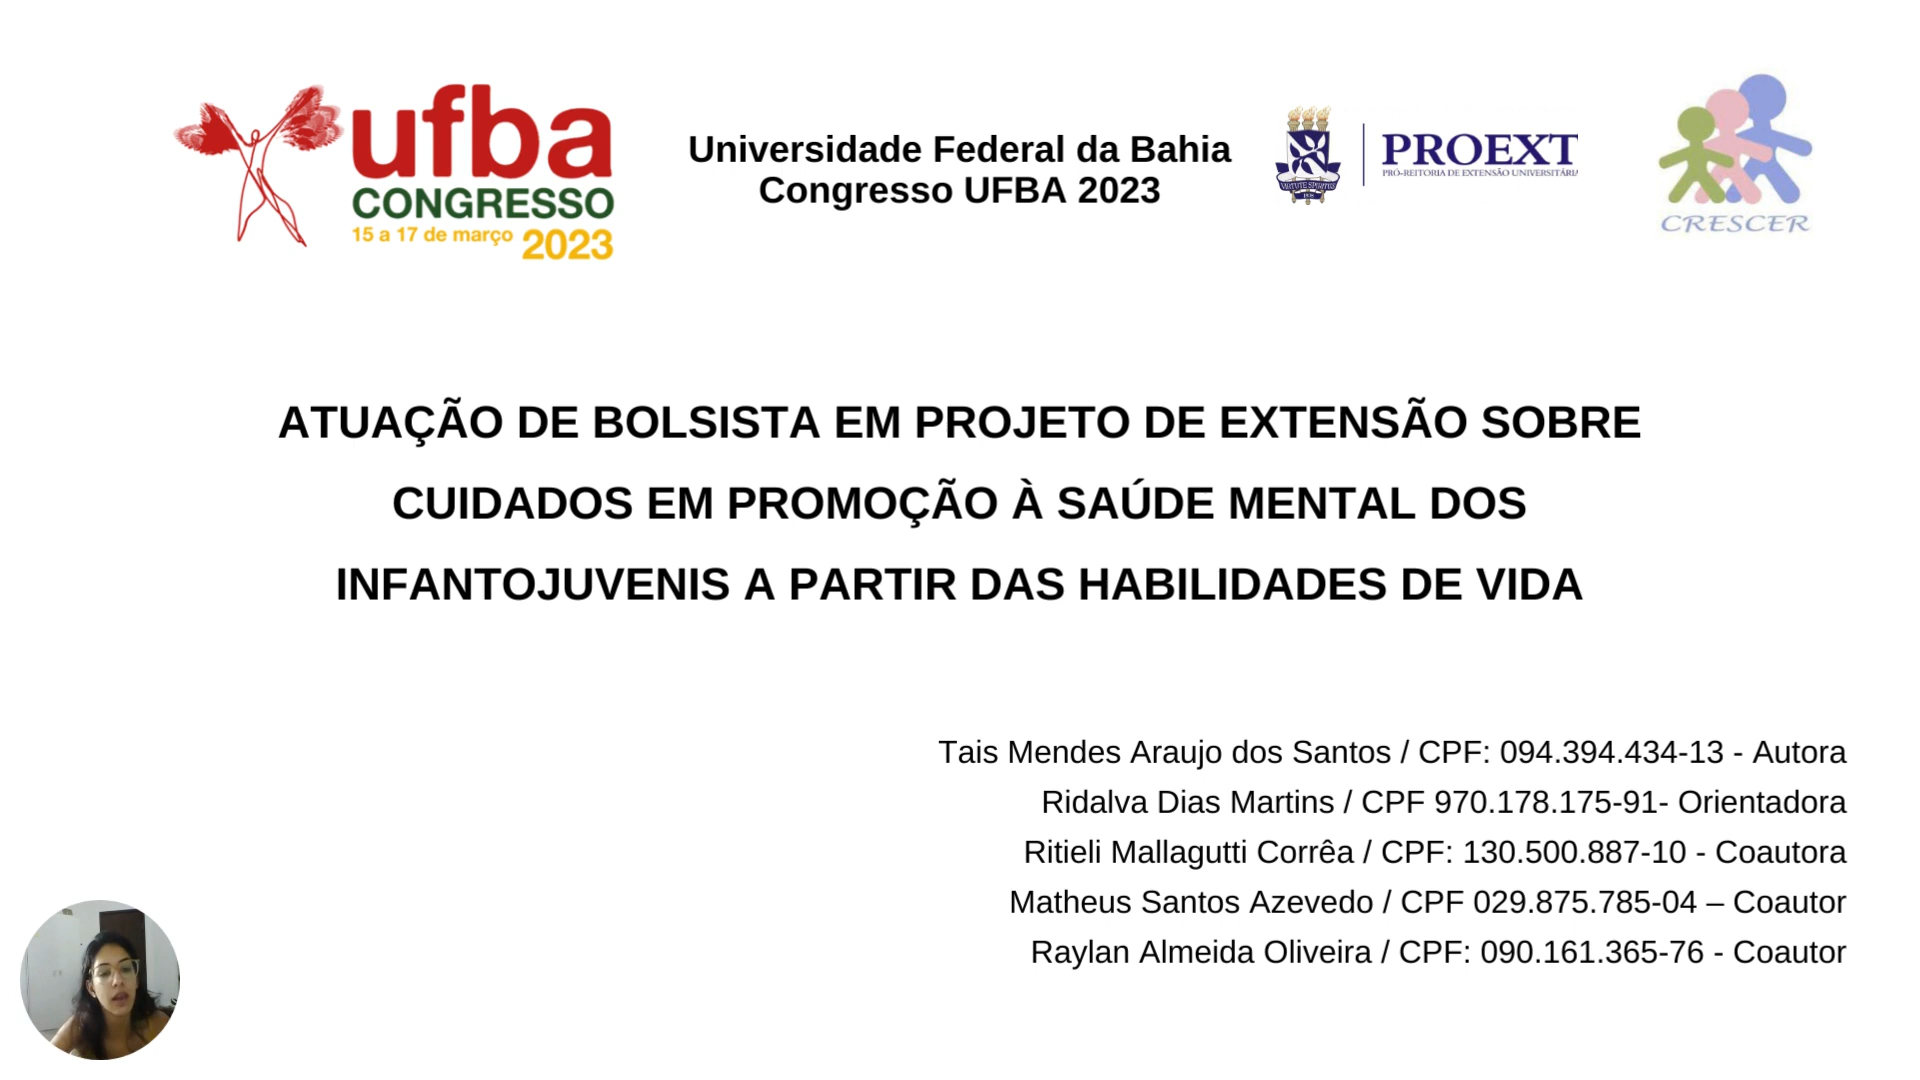 ufba
CONGRESSO
15 a 17 de março 2023
Universidade Federal da Bahia
Congresso UFBA 2023
VIRTUTE SPIRITUS
PROEXT
PRÓ-REITORIA DE EXTENSÃO UNIVERSITÁRIA
CRESCER
ATUAÇÃO DE BOLSISTA EM PROJETO DE EXTENSÃO SOBRE
CUIDADOS EM PROMOÇÃO À SAÚDE MENTAL DOS
INFANTOJUVENIS A PARTIR DAS HABILIDADES DE VIDA
Tais Mendes Araujo dos Santos / CPF: 094.394.434-13 - Autora
Ridalva Dias Martins / CPF 970.178.175-91- Orientadora
Ritieli Mallagutti Corrêa / CPF: 130.500.887-10 - Coautora
Matheus Santos Azevedo / CPF 029.875.785-04 – Coautor
Raylan Almeida Oliveira / CPF: 090.161.365-76 - Coautor